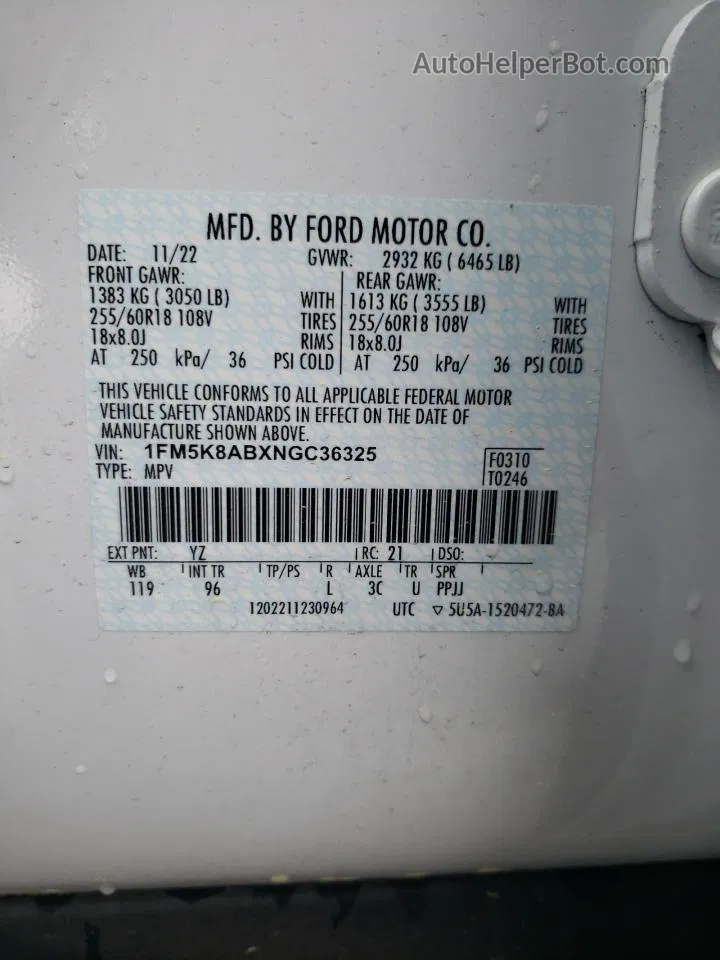 AutoHelperBot.com
MFD. BY FORD MOTOR CO.
DATE: 11/22 GVWR: 2932 KG ( 6465 LB)
FRONT GAWR: REAR GAWR:
1383 KG ( 3050 LB) WITH 1613 KG ( 3555 LB) WITH
255/60R18 108V TIRES 255/60R18 108V TIRES
18x8.0J RIMS 18x8.0J RIMS
AT 250 kPa/ 36 PSI COLD AT 250 kPa/ 36 PSI COLD
THIS VEHICLE CONFORMS TO ALL APPLICABLE FEDERAL MOTOR
VEHICLE SAFETY STANDARDS IN EFFECT ON THE DATE OF
MANUFACTURE SHOWN ABOVE.
VIN: 1FM5K8ABXNGC36325 F0310
TYPE: MPV T0246
EXT PNT: YZ RC: 21 DSO:
WB INT TR TP/PS R AXLE TR SPR
119 96 L 3C U PPJJ
1202211230964 UTC ▽ 5U5A-1520472-BA